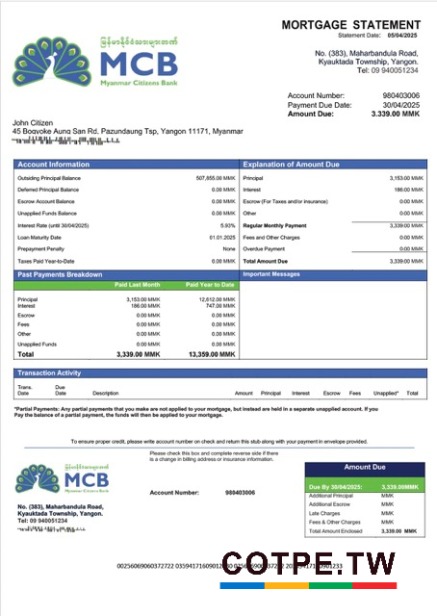 MORTGAGE STATEMENT
Statement Date: 05/04/2025
မြန်မာနိုင်ငံသားများဘဏ်
MCB
Myanmar Citizens Bank
No. (383), Maharbandula Road,
Kyauktada Township, Yangon.
Tel: 09 940051234
Account Number: 980403006
Payment Due Date: 30/04/2025
Amount Due: 3.339.00 MMK
John Citizen
45 Bogyoke Aung San Rd, Pazundaung Tsp, Yangon 11171, Myanmar
Account Information
Outsiding Principal Balance 507,855.00 MMK
Deferred Principal Balance 0.00 MMK
Escrow Account Balance 0.00 MMK
Unapplied Funds Balance 0.00 MMK
Interest Rate (until 30/04/2025) 5.93%
Loan Maturity Date 01.01.2025
Prepayment Penalty None
Taxes Paid Year-to-Date 0.00 MMK
Explanation of Amount Due
Principal 3,153.00 MMK
Interest 186.00 MMK
Escrow (For Taxes and/or insurance) 0.00 MMK
Other 0.00 MMK
Regular Monthly Payment 3,339.00 MMK
Fees and Other Charges 0.00 MMK
Overdue Payment 0.00 MMK
Total Amount Due 3,339.00 MMK
Past Payments Breakdown
Paid Last Month Paid Year to Date
Principal 3,153.00 MMK 12,612.00 MMK
Interest 186.00 MMK 747.00 MMK
Escrow 0.00 MMK 0.00 MMK
Fees 0.00 MMK 0.00 MMK
Other 0.00 MMK 0.00 MMK
Unapplied Funds 0.00 MMK 0.00 MMK
Total 3,339.00 MMK 13,359.00 MMK
Important Messages
Transaction Activity
Trans. Date Due Date Description Amount Principal Interest Escrow Fees Unapplied* Total
*Partial Payments: Any partial payments that you make are not applied to your mortgage, but instead are held in a separate unapplied account. If you
Pay the balance of a partial payment, the funds will then be applied to your mortgage.
To ensure proper credit, please write account number on check and return this stub along with your payment in envelope provided.
Please check this box and complete reverse side if there
is a change in billing address or insurance information.
မြန်မာနိုင်ငံသားများဘဏ်
MCB
Myanmar Citizens Bank
No. (383), Maharbandula Road,
Kyauktada Township, Yangon.
Tel: 09 940051234
Account Number: 980403006
Amount Due
Due By 30/04/2025: 3,339.00MMK
Additional Principal MMK
Additional Escrow MMK
Late Charges MMK
Fees & Other Charges MMK
Total Amount Enclosed 3,339.00 MMK
COTPE.TW